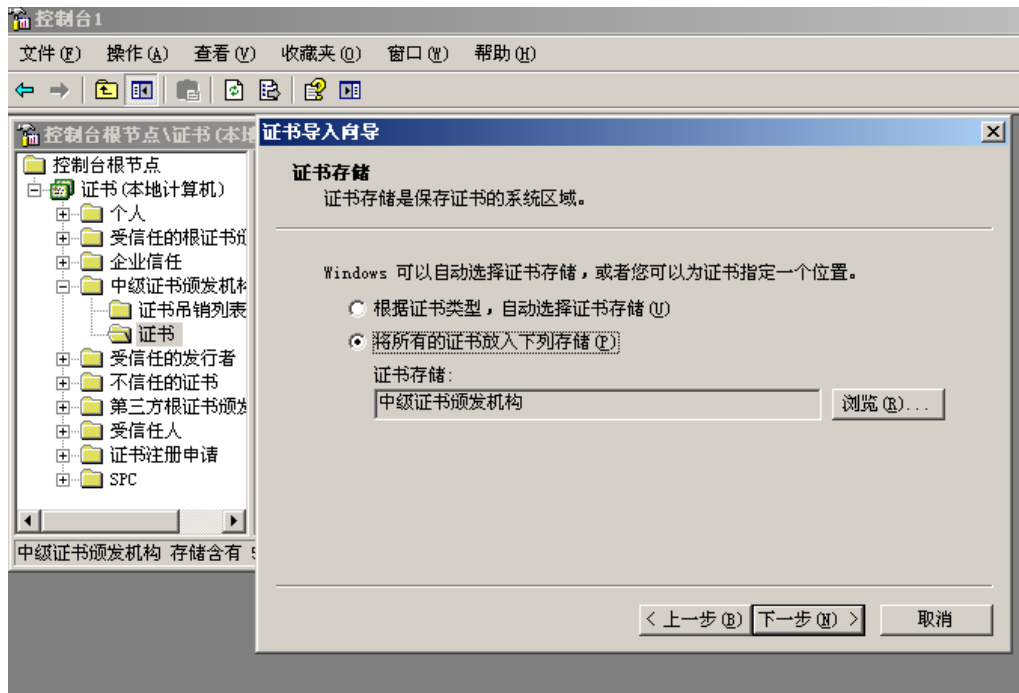 控制台1
文件(F) 操作(A) 查看(V) 收藏夹(O) 窗口(W) 帮助(H)
控制台根节点\证书(本地
控制台根节点
证书(本地计算机)
个人
受信任的根证书颁
企业信任
中级证书颁发机构
证书吊销列表
证书
受信任的发行者
不信任的证书
第三方根证书颁发
受信任人
证书注册申请
SPC
中级证书颁发机构 存储含有
证书导入向导
证书存储
证书存储是保存证书的系统区域。
Windows 可以自动选择证书存储，或者您可以为证书指定一个位置。
根据证书类型，自动选择证书存储(U)
将所有的证书放入下列存储(P)
证书存储:
中级证书颁发机构
浏览(R)...
< 上一步(B) 下一步(N) > 取消